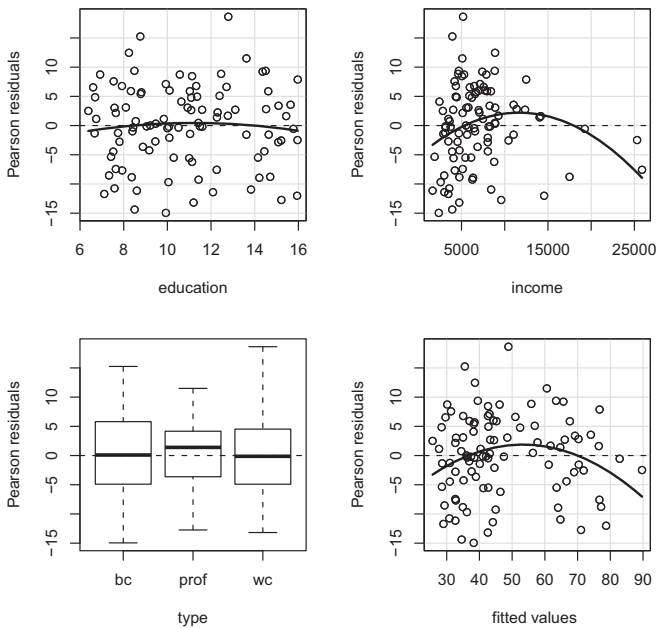 Pearson residuals
−15 −5 0 5 10
6 8 10 12 14 16
education
Pearson residuals
−15 −5 0 5 10
5000 15000 25000
income
Pearson residuals
−15 −5 0 5 10
bc prof wc
type
Pearson residuals
−15 −5 0 5 10
30 40 50 60 70 80 90
fitted values